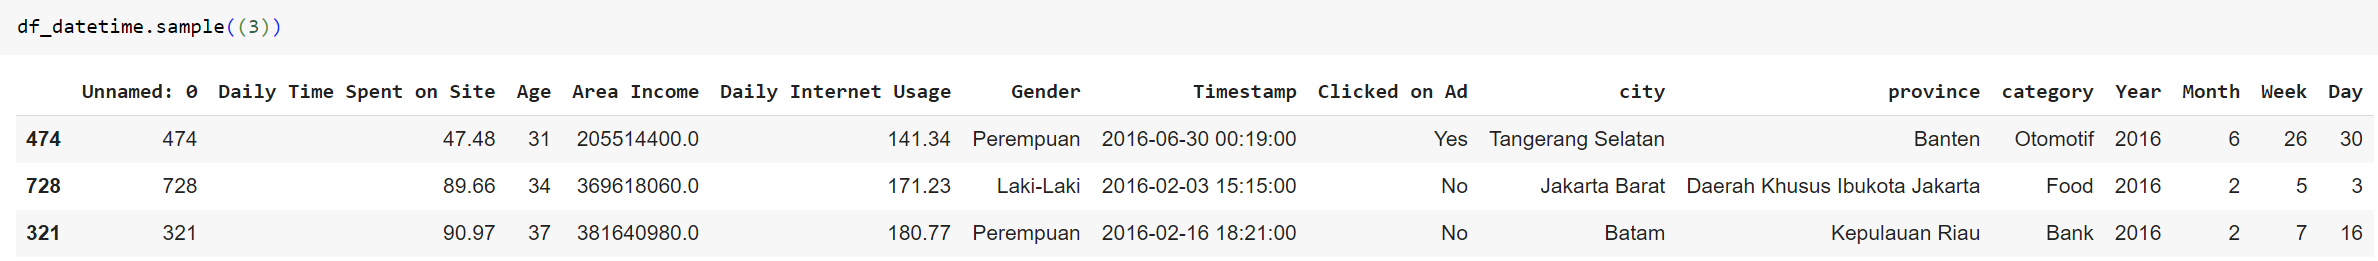 df_datetime.sample((3))
Unnamed: 0 Daily Time Spent on Site Age Area Income Daily Internet Usage Gender Timestamp Clicked on Ad city province category Year Month Week Day
474 474 47.48 31 205514400.0 141.34 Perempuan 2016-06-30 00:19:00 Yes Tangerang Selatan Banten Otomotif 2016 6 26 30
728 728 89.66 34 369618060.0 171.23 Laki-Laki 2016-02-03 15:15:00 No Jakarta Barat Daerah Khusus Ibukota Jakarta Food 2016 2 5 3
321 321 90.97 37 381640980.0 180.77 Perempuan 2016-02-16 18:21:00 No Batam Kepulauan Riau Bank 2016 2 7 16